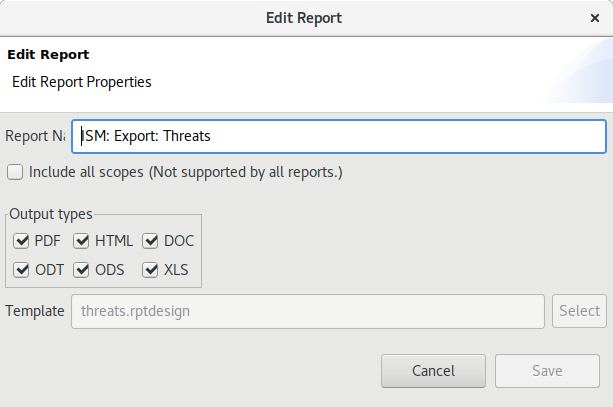 Edit Report
Edit Report
Edit Report Properties
Report Na ISM: Export: Threats
Include all scopes (Not supported by all reports.)
Output types
PDF HTML DOC
ODT ODS XLS
Template threats.rptdesign Select
Cancel Save